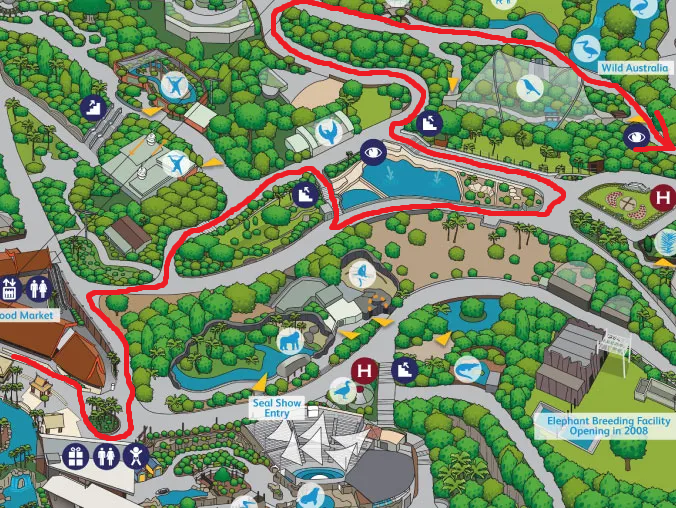 Wild Australia
H
ood Market
H
Seal Show
Entry
Elephant Breeding Facility
Opening in 2008